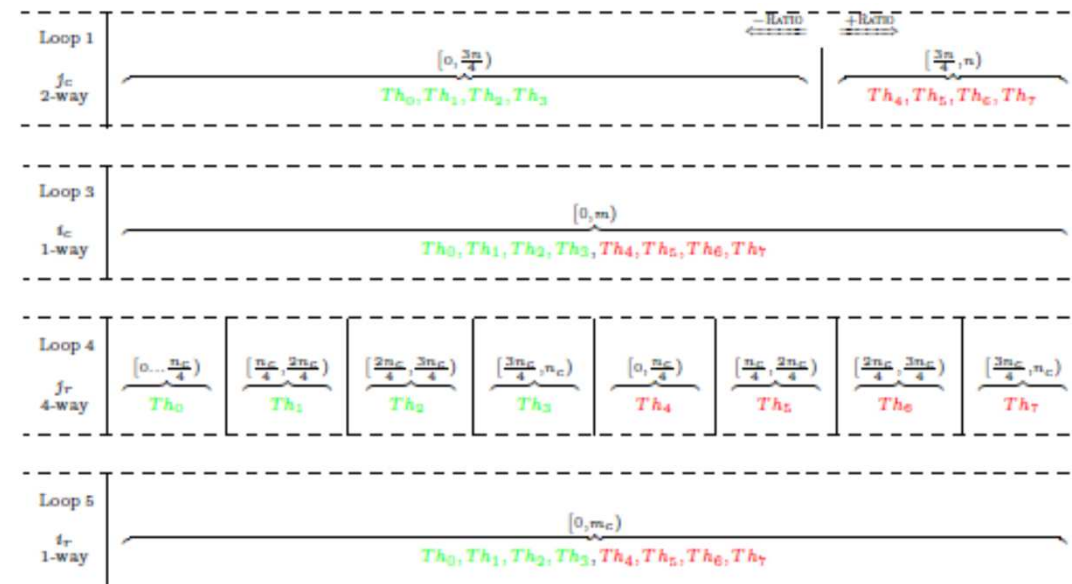 −Ratio +Ratio
Loop 1
[0, 3n/4) [3n/4, n)
jc
2-way
Th0, Th1, Th2, Th3 Th4, Th5, Th6, Th7
Loop 3
[0, m)
ic
1-way
Th0, Th1, Th2, Th3, Th4, Th5, Th6, Th7
Loop 4
[0... nc/4) [nc/4, 2nc/4) [2nc/4, 3nc/4) [3nc/4, nc) [0, nc/4) [nc/4, 2nc/4) [2nc/4, 3nc/4) [3nc/4, nc)
jr
4-way
Th0 Th1 Th2 Th3 Th4 Th5 Th6 Th7
Loop 5
[0, mc)
ir
1-way
Th0, Th1, Th2, Th3, Th4, Th5, Th6, Th7